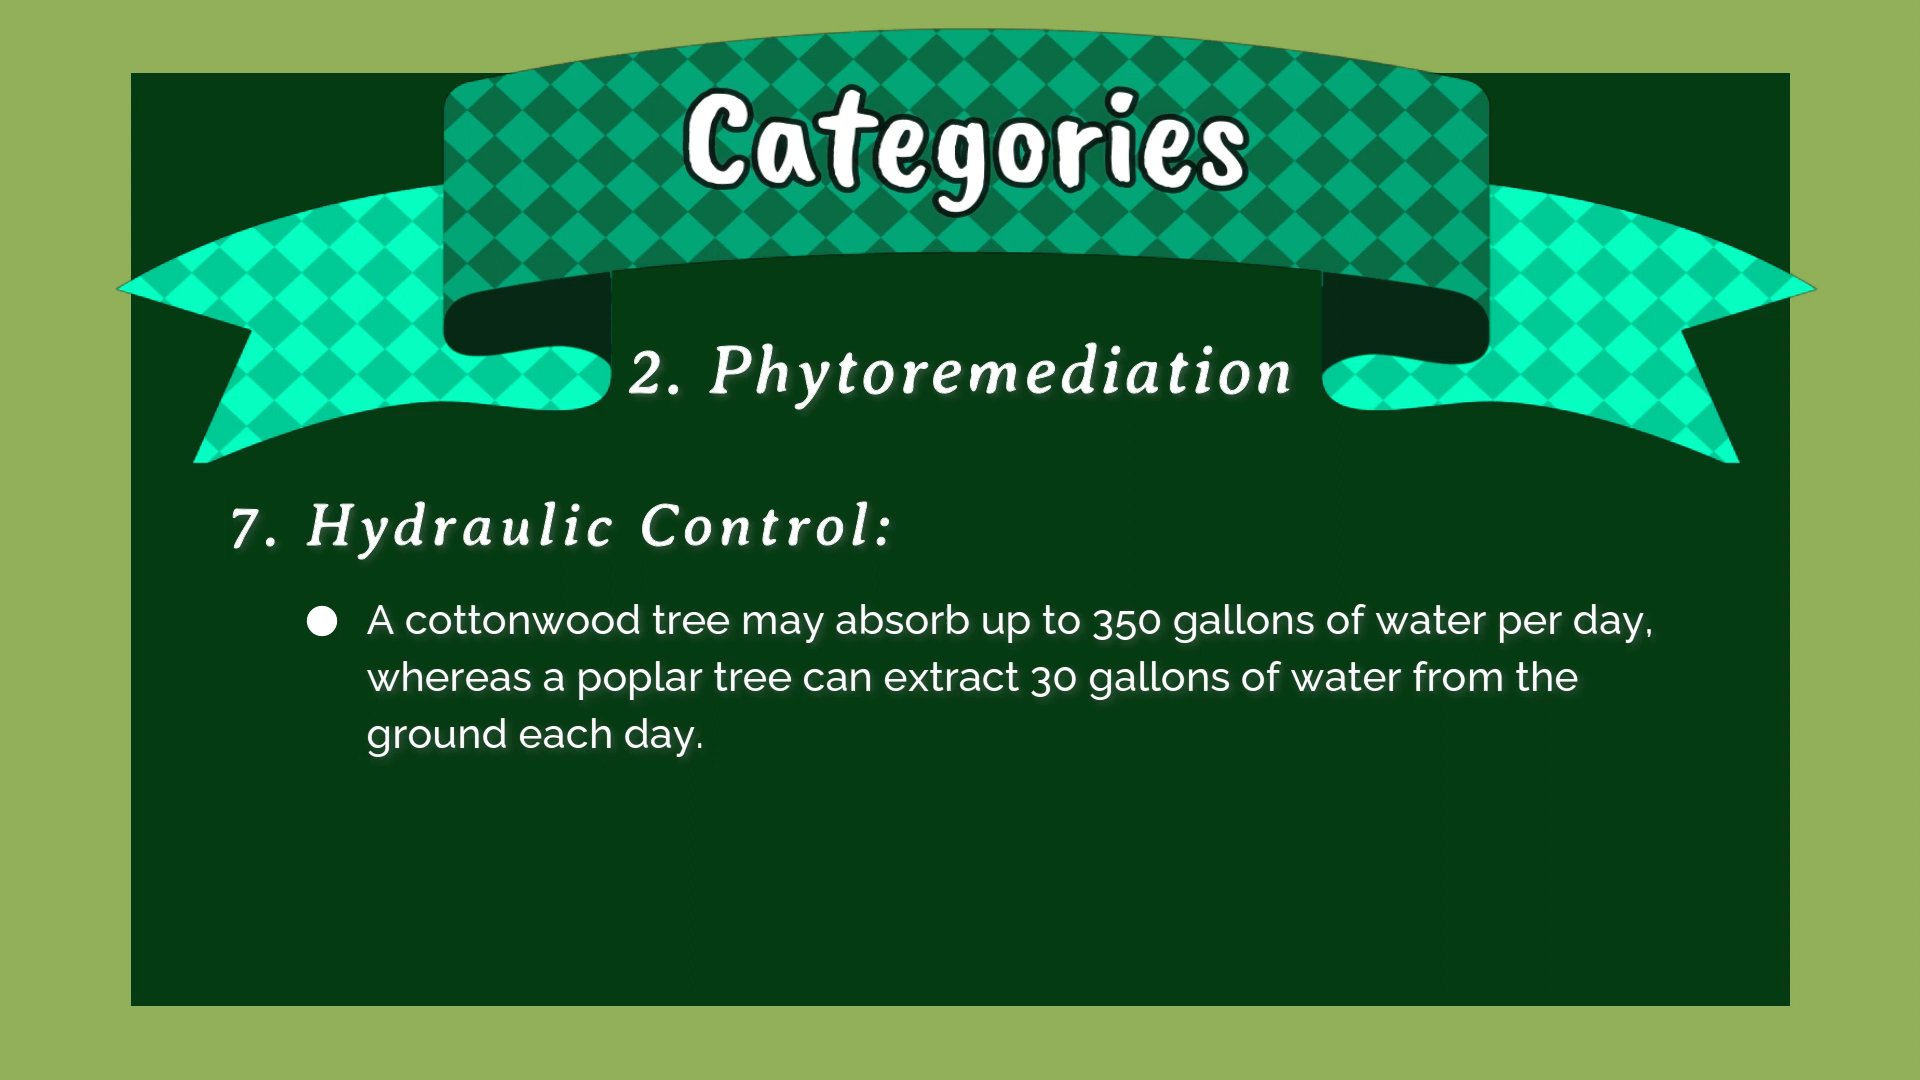 Categories
2. Phytoremediation
7. Hydraulic Control:
● A cottonwood tree may absorb up to 350 gallons of water per day,
whereas a poplar tree can extract 30 gallons of water from the
ground each day.